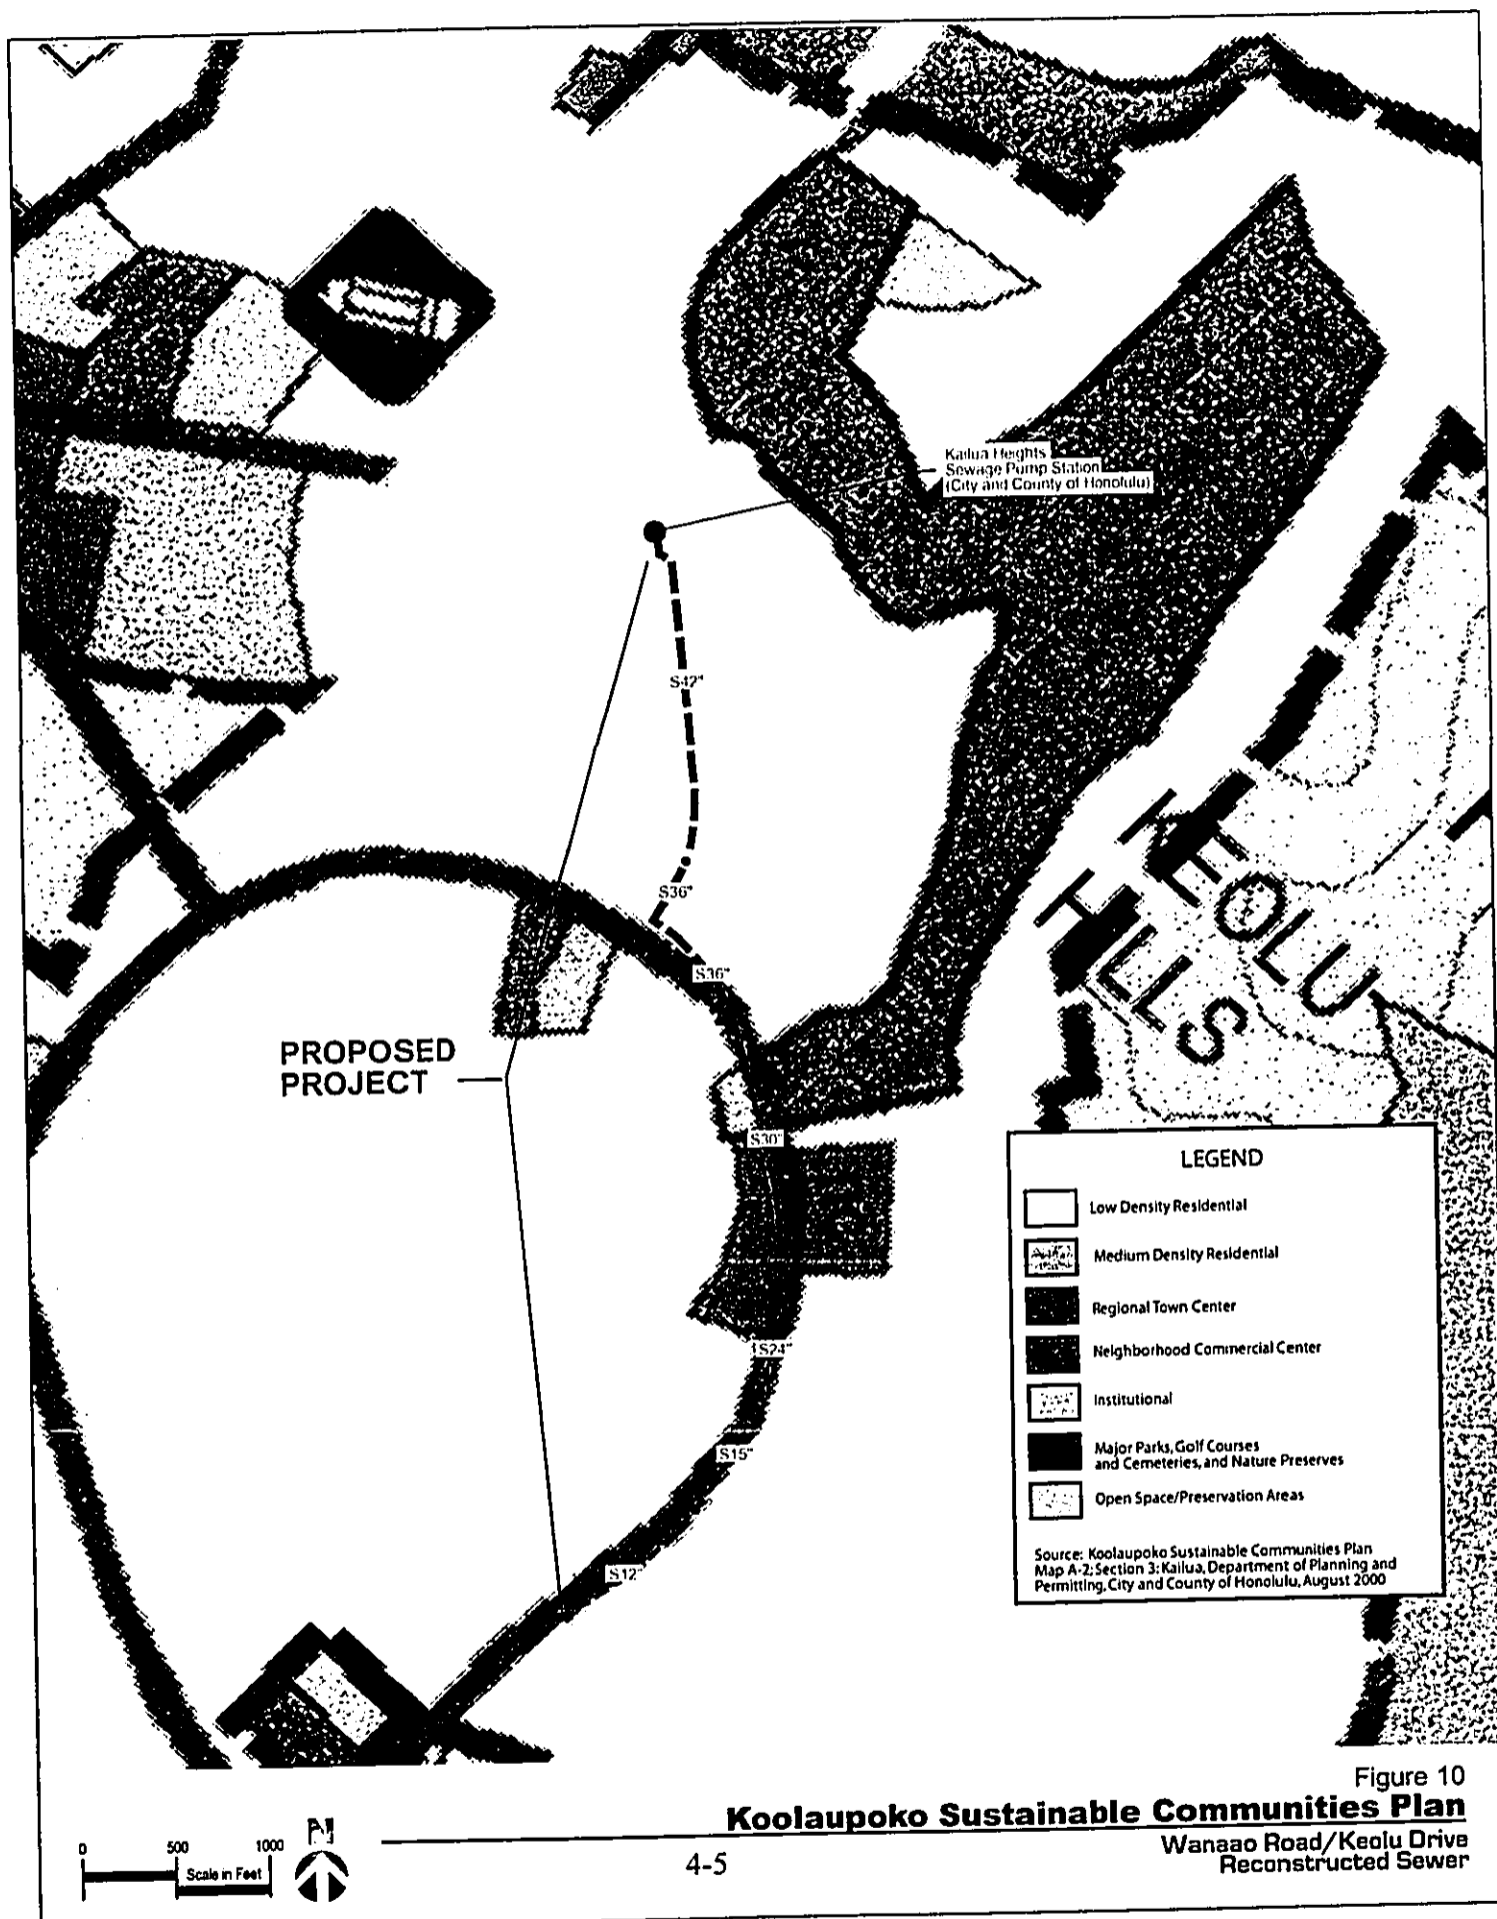 Kailua Heights
Sewage Pump Station
(City and County of Honolulu)
S42"
S36"
S36"
PROPOSED
PROJECT
KEOLU
HILLS
S30"
S24"
S15"
S12"
LEGEND
Low Density Residential
Medium Density Residential
Regional Town Center
Neighborhood Commercial Center
Institutional
Major Parks, Golf Courses
and Cemeteries, and Nature Preserves
Open Space/Preservation Areas
Source: Koolaupoko Sustainable Communities Plan
Map A-2; Section 3: Kailua, Department of Planning and
Permitting, City and County of Honolulu, August 2000
Figure 10
Koolaupoko Sustainable Communities Plan
Wanaao Road/Keolu Drive
Reconstructed Sewer
0 500 1000
Scale in Feet
N
4-5